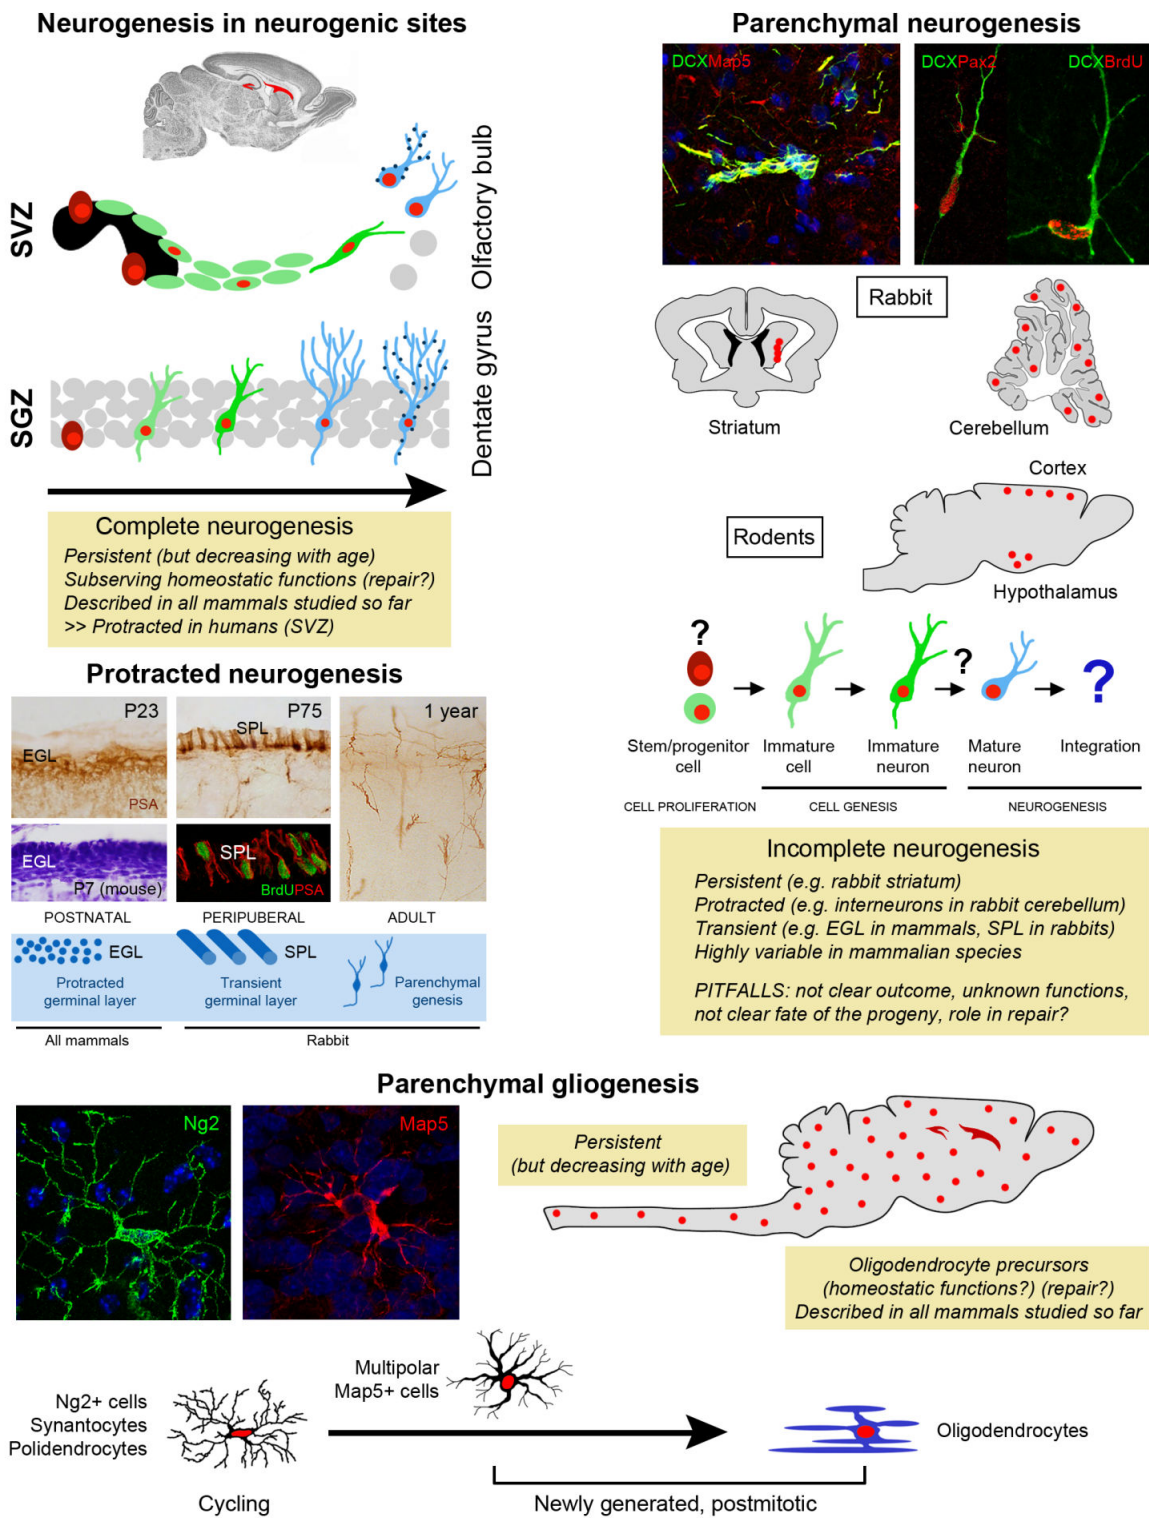 Neurogenesis in neurogenic sites
SVZ
Olfactory bulb
SGZ
Dentate gyrus
Complete neurogenesis
Persistent (but decreasing with age)
Subserving homeostatic functions (repair?)
Described in all mammals studied so far
>> Protracted in humans (SVZ)
Protracted neurogenesis
P23
EGL
PSA
P75
SPL
1 year
EGL
P7 (mouse)
SPL
BrdUPSA
POSTNATAL
PERIPUBERAL
ADULT
EGL
SPL
Protracted
germinal layer
Transient
germinal layer
Parenchymal
genesis
All mammals
Rabbit
Parenchymal neurogenesis
DCXMap5
DCXPax2
DCXBrdU
Rabbit
Striatum
Cerebellum
Cortex
Rodents
Hypothalamus
?
?
?
Stem/progenitor
cell
Immature
cell
Immature
neuron
Mature
neuron
Integration
CELL PROLIFERATION
CELL GENESIS
NEUROGENESIS
Incomplete neurogenesis
Persistent (e.g. rabbit striatum)
Protracted (e.g. interneurons in rabbit cerebellum)
Transient (e.g. EGL in mammals, SPL in rabbits)
Highly variable in mammalian species
PITFALLS: not clear outcome, unknown functions,
not clear fate of the progeny, role in repair?
Parenchymal gliogenesis
Ng2
Map5
Persistent
(but decreasing with age)
Oligodendrocyte precursors
(homeostatic functions?) (repair?)
Described in all mammals studied so far
Ng2+ cells
Synantocytes
Polidendrocytes
Multipolar
Map5+ cells
Oligodendrocytes
Cycling
Newly generated, postmitotic